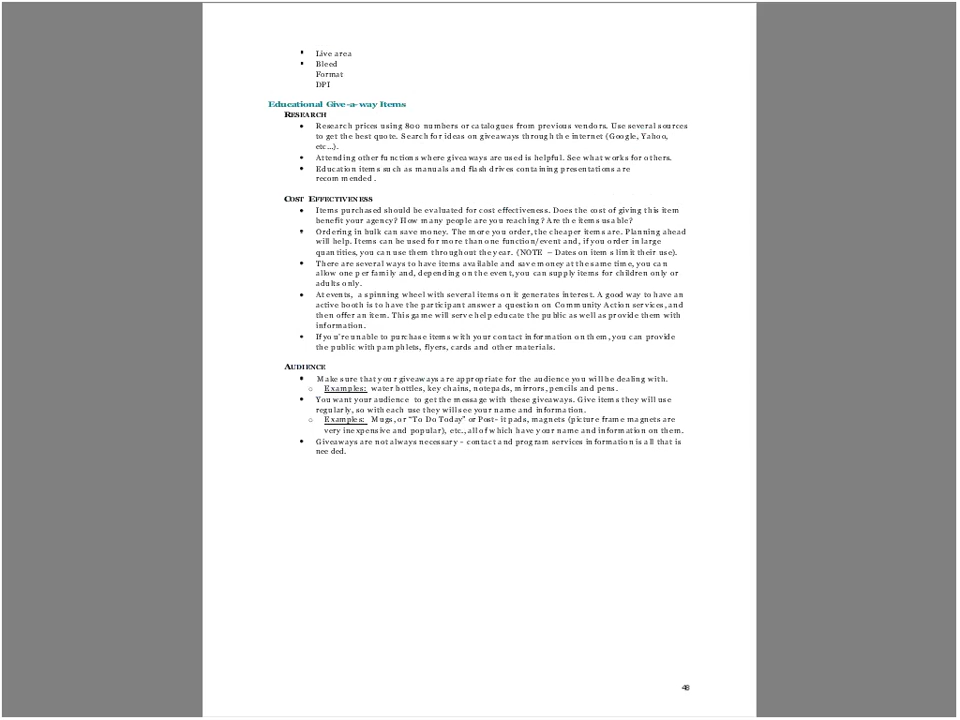 • Live area
• Bleed
Format
DPI
Educational Give-a-way Items
RESEARCH
• Research prices using 800 numbers or catalogues from previous vendors. Use several sources
to get the best quote. Search for ideas on giveaways through the internet (Google, Yahoo,
etc...).
• Attending other functions where giveaways are used is helpful. See what works for others.
• Education items such as manuals and flash drives containing presentations are
recommended.
COST EFFECTIVENESS
• Items purchased should be evaluated for cost effectiveness. Does the cost of giving this item
benefit your agency? How many people are you reaching? Are the items usable?
• Ordering in bulk can save money. The more you order, the cheaper items are. Planning ahead
will help. Items can be used for more than one function/event and, if you order in large
quantities, you can use them throughout the year. (NOTE – Dates on items limit their use).
• There are several ways to have items available and save money at the same time, you can
allow one per family and, depending on the event, you can supply items for children only or
adults only.
• At events, a spinning wheel with several items on it generates interest. A good way to have an
active booth is to have the participant answer a question on Community Action services, and
then offer an item. This game will serve help educate the public as well as provide them with
information.
• If you're unable to purchase items with your contact information on them, you can provide
the public with pamphlets, flyers, cards and other materials.
AUDIENCE
• Make sure that your giveaways are appropriate for the audience you will be dealing with.
o Examples: water bottles, key chains, notepads, mirrors, pencils and pens.
• You want your audience to get the message with these giveaways. Give items they will use
regularly, so with each use they will see your name and information.
o Examples: Mugs, or "To Do Today" or Post-it pads, magnets (picture frame magnets are
very inexpensive and popular), etc., all of which have your name and information on them.
• Giveaways are not always necessary - contact and program services information is all that is
needed.
48